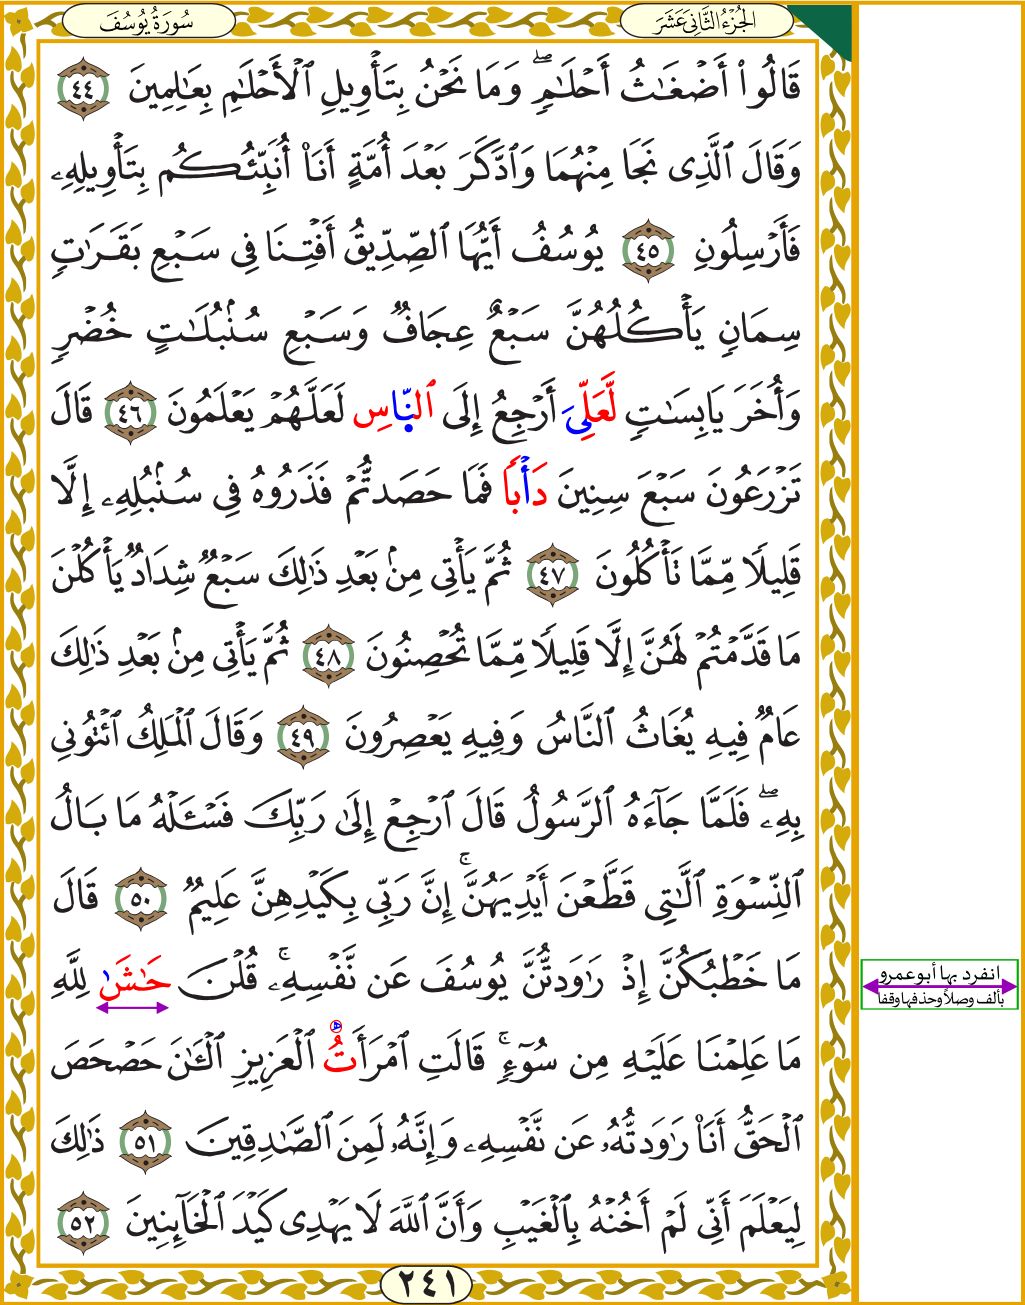 الجُزْءُ الثَّانِي عَشَرَ
سُورَةُ يُوسُفَ
قَالُوٓاْ أَضْغَٰثُ أَحْلَٰمٖۖ وَمَا نَحْنُ بِتَأْوِيلِ ٱلْأَحْلَٰمِ بِعَٰلِمِينَ ٤٤
وَقَالَ ٱلَّذِى نَجَا مِنْهُمَا وَٱدَّكَرَ بَعْدَ أُمَّةٍ أَنَا۠ أُنَبِّئُكُم بِتَأْوِيلِهِۦ
فَأَرْسِلُونِ ٤٥ يُوسُفُ أَيُّهَا ٱلصِّدِّيقُ أَفْتِنَا فِى سَبْعِ بَقَرَٰتٖ
سِمَانٖ يَأْكُلُهُنَّ سَبْعٌ عِجَافٞ وَسَبْعِ سُنۢبُلَٰتٍ خُضْرٖ
وَأُخَرَ يَابِسَٰتٖ لَّعَلِّىَ أَرْجِعُ إِلَى ٱلنَّاسِ لَعَلَّهُمْ يَعْلَمُونَ ٤٦ قَالَ
تَزْرَعُونَ سَبْعَ سِنِينَ دَأْبٗا فَمَا حَصَدتُّمْ فَذَرُوهُ فِى سُنۢبُلِهِۦ إِلَّا
قَلِيلٗا مِّمَّا تَأْكُلُونَ ٤٧ ثُمَّ يَأْتِى مِنۢ بَعْدِ ذَٰلِكَ سَبْعٞ شِدَادٞ يَأْكُلْنَ
مَا قَدَّمْتُمْ لَهُنَّ إِلَّا قَلِيلٗا مِّمَّا تُحْصِنُونَ ٤٨ ثُمَّ يَأْتِى مِنۢ بَعْدِ ذَٰلِكَ
عَامٞ فِيهِ يُغَاثُ ٱلنَّاسُ وَفِيهِ يَعْصِرُونَ ٤٩ وَقَالَ ٱلْمَلِكُ ٱئْتُونِى
بِهِۦۖ فَلَمَّا جَآءَهُ ٱلرَّسُولُ قَالَ ٱرْجِعْ إِلَىٰ رَبِّكَ فَسْـَٔلْهُ مَا بَالُ
ٱلنِّسْوَةِ ٱلَّٰتِى قَطَّعْنَ أَيْدِيَهُنَّۚ إِنَّ رَبِّى بِكَيْدِهِنَّ عَلِيمٞ ٥٠ قَالَ
مَا خَطْبُكُنَّ إِذْ رَٰوَدتُّنَّ يُوسُفَ عَن نَّفْسِهِۦۚ قُلْنَ حَٰشَىٰ لِلَّهِ
انفرد بها أبو عمرو
بألف وصلاً وحذفها وقفا
مَا عَلِمْنَا عَلَيْهِ مِن سُوٓءٖۚ قَالَتِ ٱمْرَأَتُ ٱلْعَزِيزِ ٱلْـَٰٔنَ حَصْحَصَ
ٱلْحَقُّ أَنَا۠ رَٰوَدتُّهُۥ عَن نَّفْسِهِۦ وَإِنَّهُۥ لَمِنَ ٱلصَّٰدِقِينَ ٥١ ذَٰلِكَ
لِيَعْلَمَ أَنِّى لَمْ أَخُنْهُ بِٱلْغَيْبِ وَأَنَّ ٱللَّهَ لَا يَهْدِى كَيْدَ ٱلْخَآئِنِينَ ٥٢
٢٤١